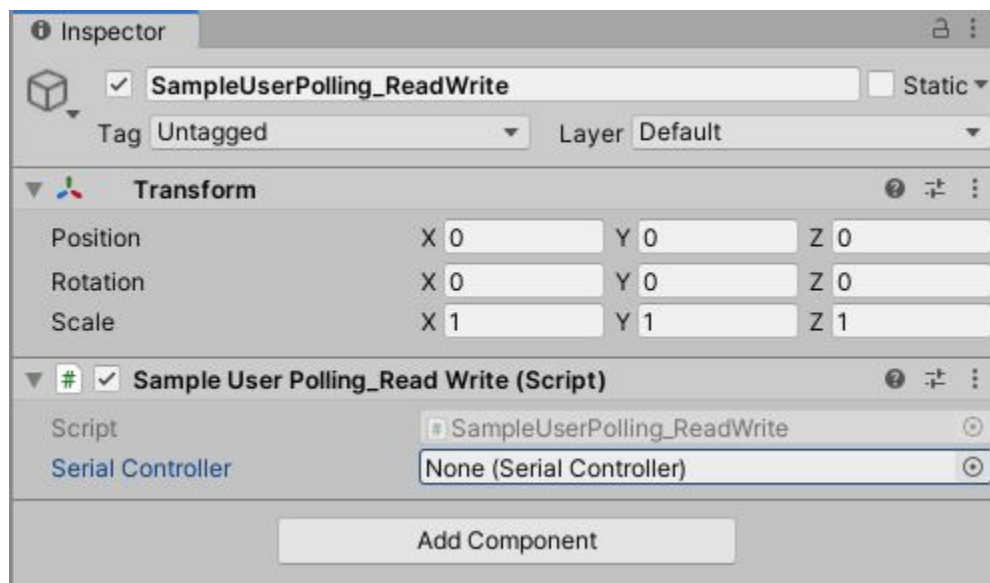 Inspector
SampleUserPolling_ReadWrite Static
Tag Untagged Layer Default
Transform
Position X 0 Y 0 Z 0
Rotation X 0 Y 0 Z 0
Scale X 1 Y 1 Z 1
# Sample User Polling_Read Write (Script)
Script # SampleUserPolling_ReadWrite
Serial Controller None (Serial Controller)
Add Component